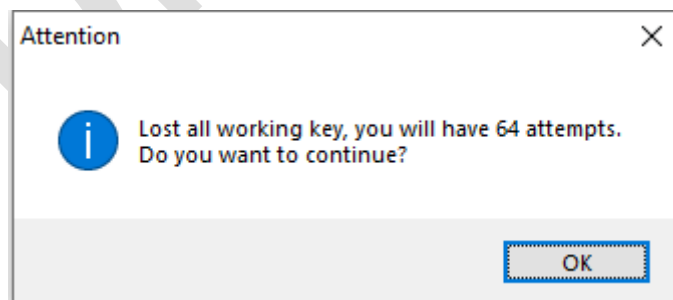 Attention
Lost all working key, you will have 64 attempts.
Do you want to continue?
OK